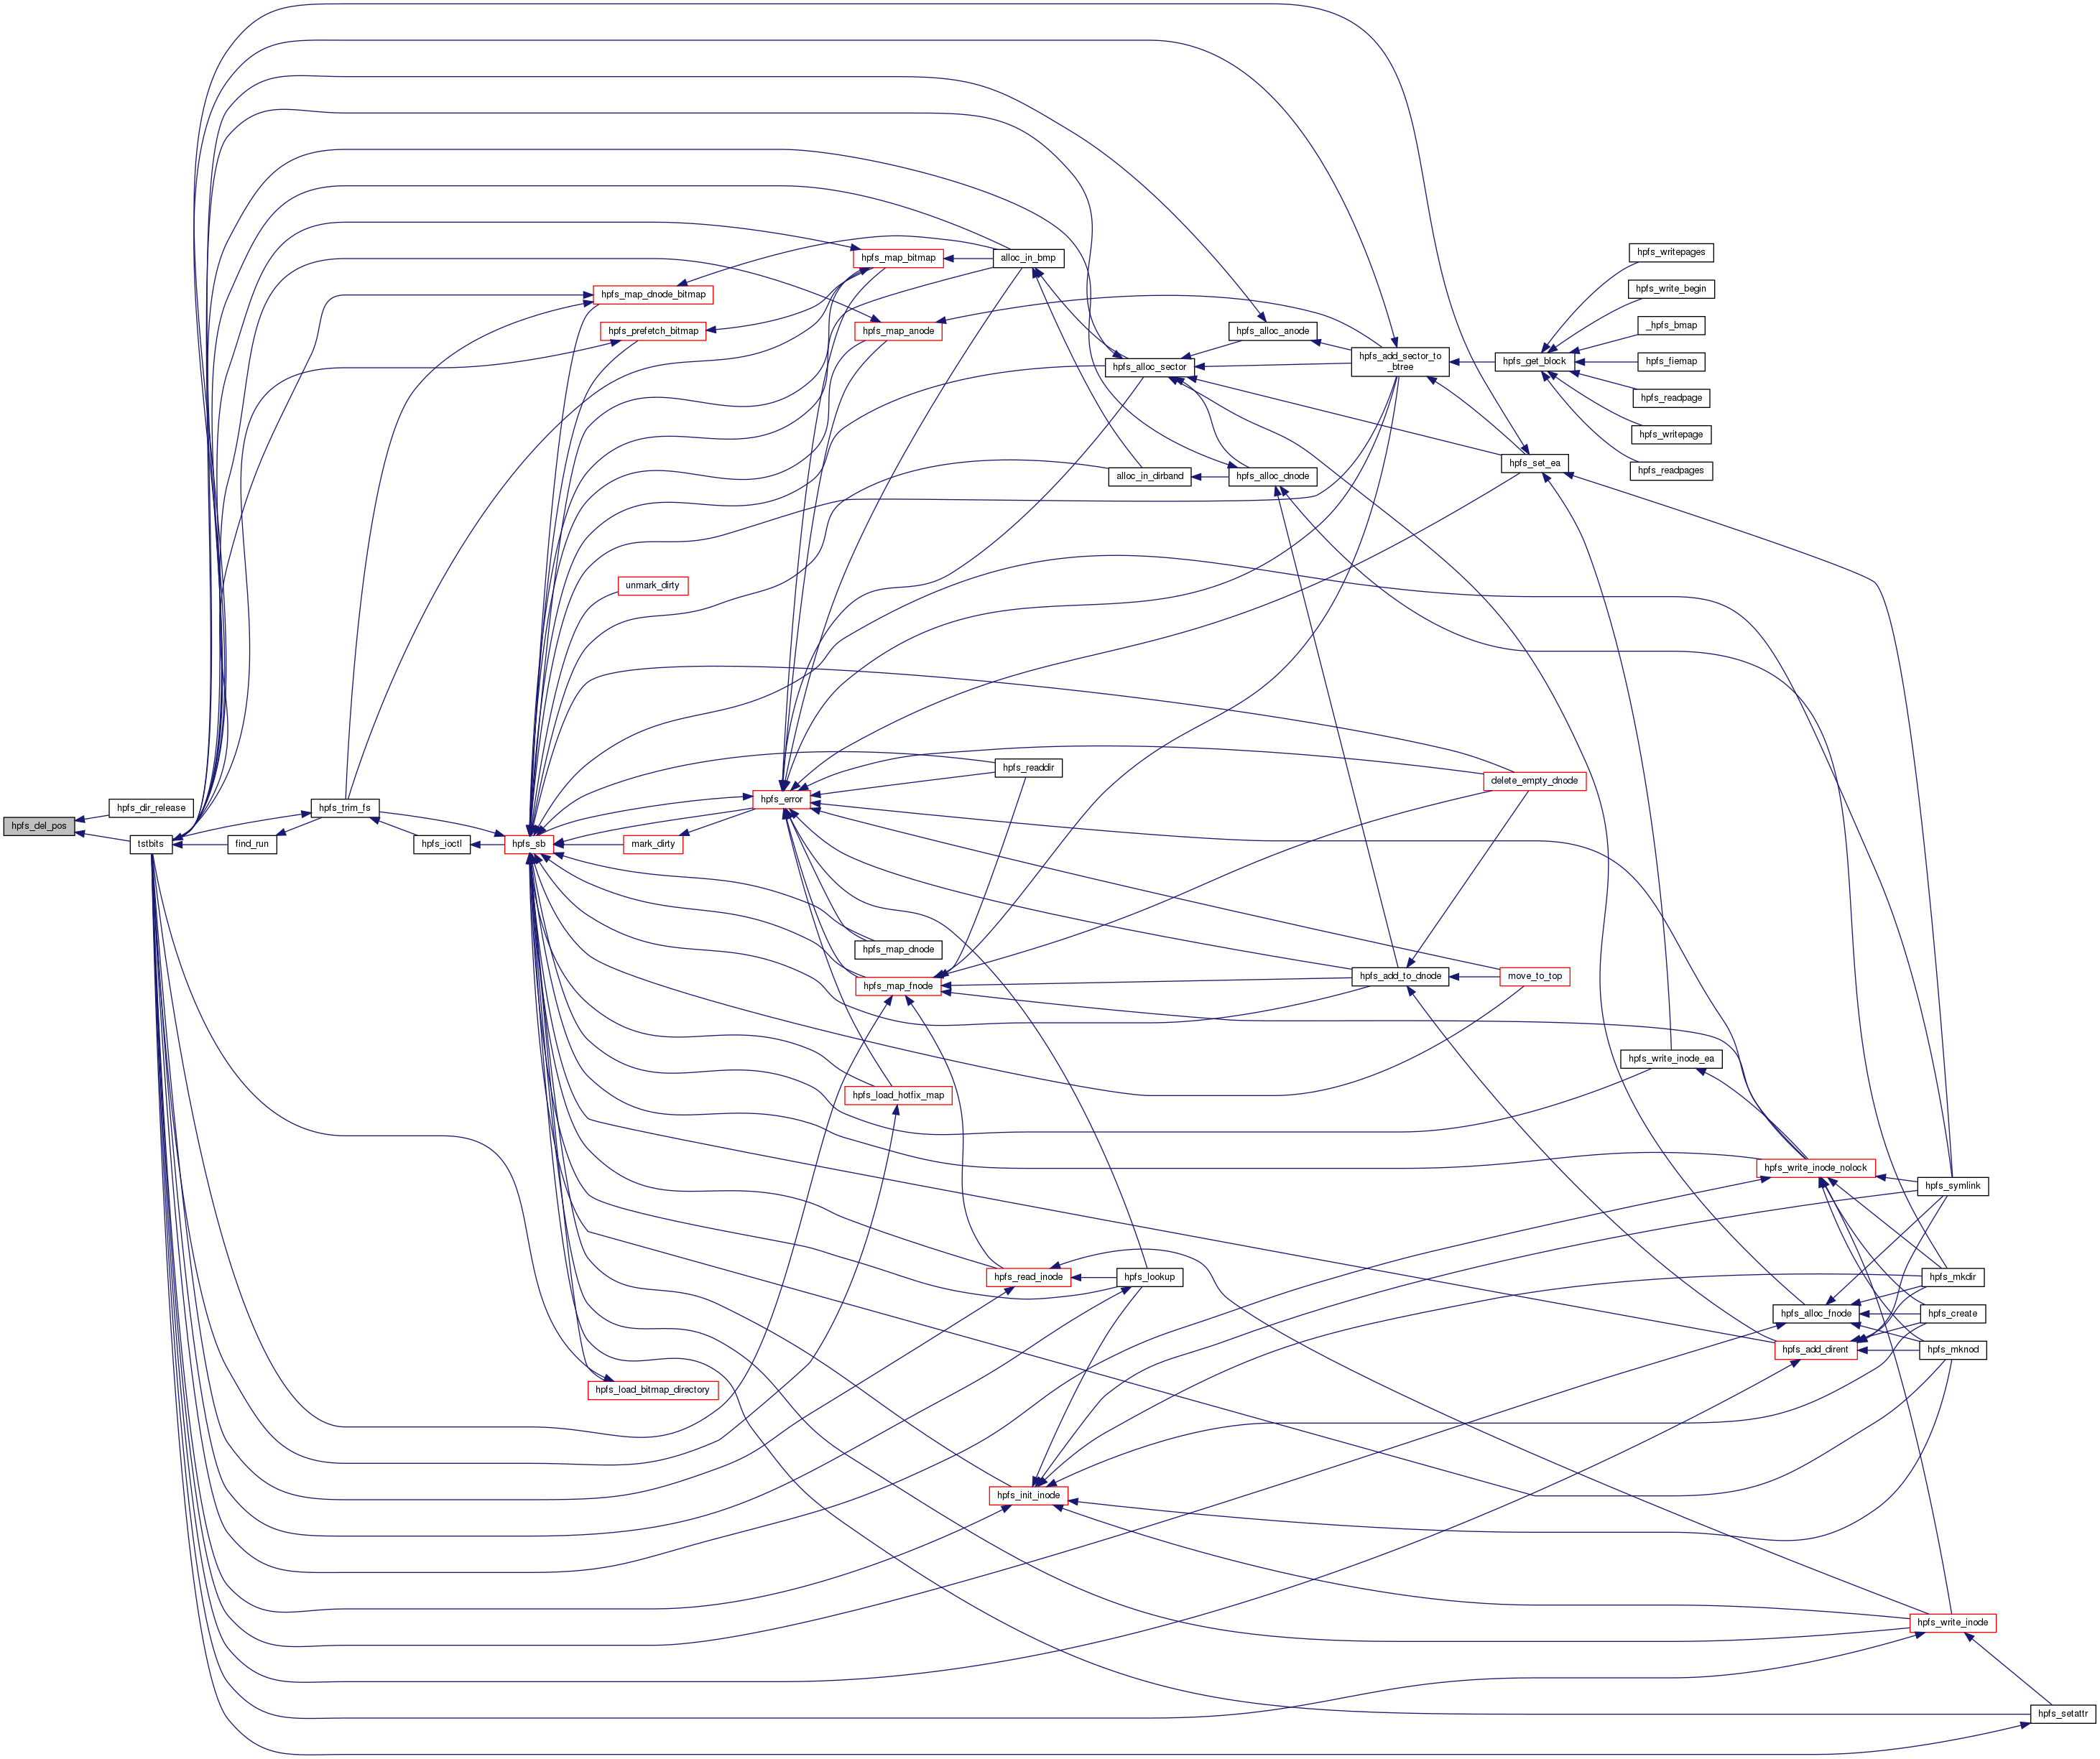 hpfs_writepages
alloc_in_bmp
hpfs_map_bitmap
hpfs_write_begin
hpfs_map_dnode_bitmap
_hpfs_bmap
hpfs_prefetch_bitmap
hpfs_map_anode
hpfs_alloc_anode
hpfs_add_sector_to
_btree
hpfs_get_block
hpfs_fiemap
hpfs_alloc_sector
hpfs_readpage
hpfs_writepage
hpfs_set_ea
hpfs_readpages
alloc_in_dirband
hpfs_alloc_dnode
unmark_dirty
hpfs_readdir
delete_empty_dnode
hpfs_error
hpfs_dir_release
hpfs_trim_fs
hpfs_del_pos
tstbits
find_run
hpfs_ioctl
hpfs_sb
mark_dirty
hpfs_map_dnode
hpfs_map_fnode
hpfs_add_to_dnode
move_to_top
hpfs_write_inode_ea
hpfs_load_hotfix_map
hpfs_write_inode_nolock
hpfs_symlink
hpfs_read_inode
hpfs_lookup
hpfs_mkdir
hpfs_alloc_fnode
hpfs_create
hpfs_add_dirent
hpfs_mknod
hpfs_load_bitmap_directory
hpfs_init_inode
hpfs_write_inode
hpfs_setattr